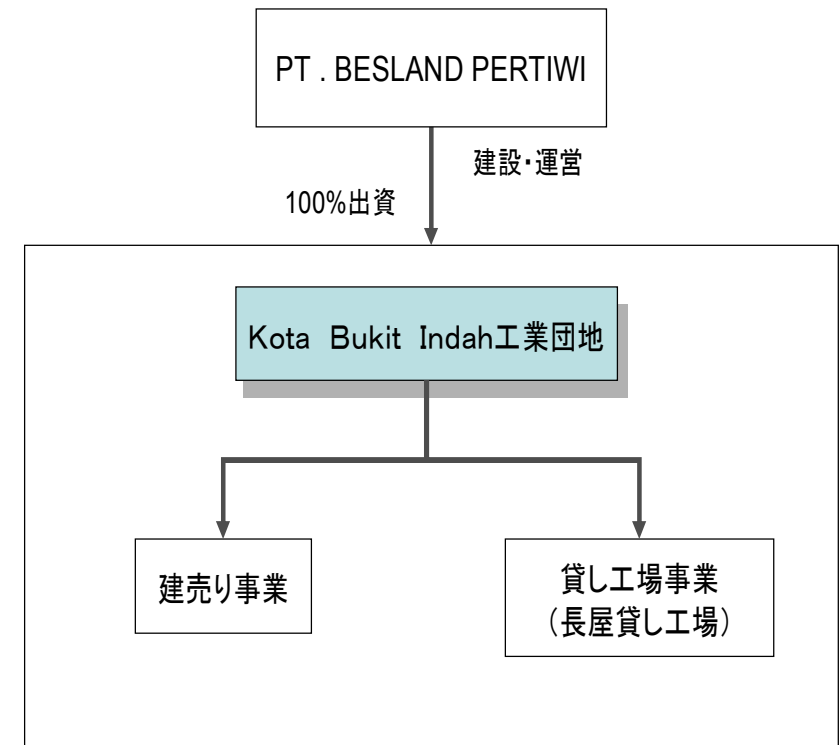 PT . BESLAND PERTIWI
建設・運営
100%出資
Kota Bukit Indah工業団地
建売り事業
貸し工場事業
（長屋貸し工場）